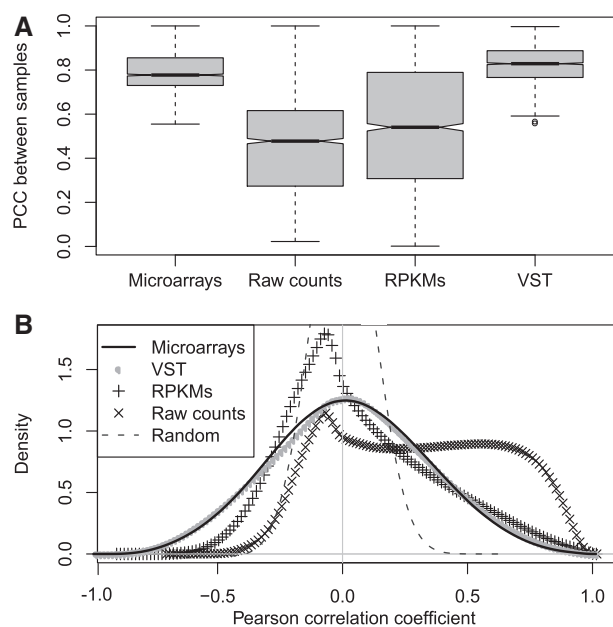 A
PCC between samples
1.0
0.8
0.6
0.4
0.2
0.0
Microarrays Raw counts RPKMs VST
B
Density
1.5
1.0
0.5
0.0
Microarrays
VST
RPKMs
Raw counts
Random
-1.0 −0.5 0.0 0.5 1.0
Pearson correlation coefficient